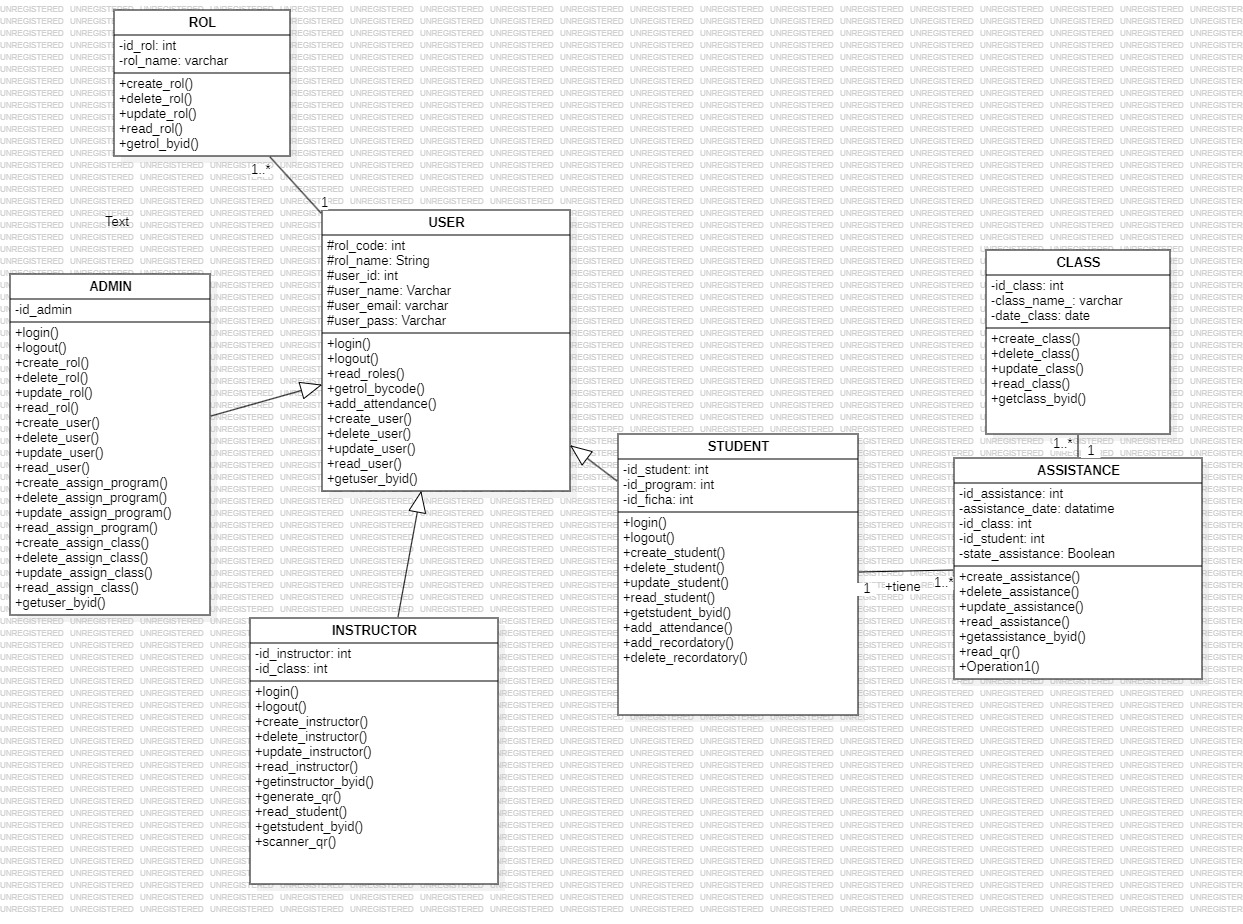 ROL
-id_rol: int
-rol_name: varchar
+create_rol()
+delete_rol()
+update_rol()
+read_rol()
+getrol_byid()
1..*
1
Text
USER
#rol_code: int
#rol_name: String
#user_id: int
#user_name: Varchar
#user_email: varchar
#user_pass: Varchar
+login()
+logout()
+read_roles()
+getrol_bycode()
+add_attendance()
+create_user()
+delete_user()
+update_user()
+read_user()
+getuser_byid()
ADMIN
-id_admin
+login()
+logout()
+create_rol()
+delete_rol()
+update_rol()
+read_rol()
+create_user()
+delete_user()
+update_user()
+read_user()
+create_assign_program()
+delete_assign_program()
+update_assign_program()
+read_assign_program()
+create_assign_class()
+delete_assign_class()
+update_assign_class()
+read_assign_class()
+getuser_byid()
CLASS
-id_class: int
-class_name_: varchar
-date_class: date
+create_class()
+delete_class()
+update_class()
+read_class()
+getclass_byid()
1..*
1
STUDENT
-id_student: int
-id_program: int
-id_ficha: int
+login()
+logout()
+create_student()
+delete_student()
+update_student()
+read_student()
+getstudent_byid()
+add_attendance()
+add_recordatory()
+delete_recordatory()
1
+tiene
1..*
ASSISTANCE
-id_assistance: int
-assistance_date: datatime
-id_class: int
-id_student: int
-state_assistance: Boolean
+create_assistance()
+delete_assistance()
+update_assistance()
+read_assistance()
+getassistance_byid()
+read_qr()
+Operation1()
INSTRUCTOR
-id_instructor: int
-id_class: int
+login()
+logout()
+create_instructor()
+delete_instructor()
+update_instructor()
+read_instructor()
+getinstructor_byid()
+generate_qr()
+read_student()
+getstudent_byid()
+scanner_qr()
UNREGISTERED